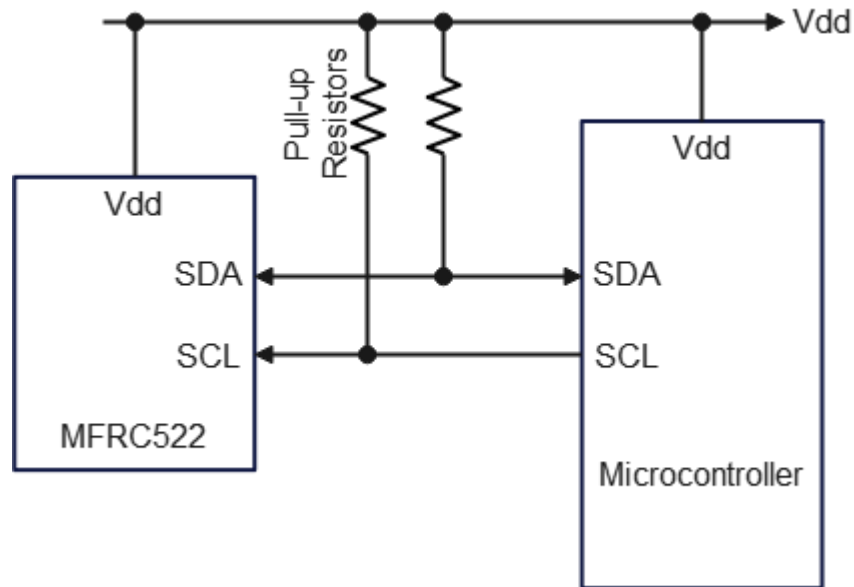 Vdd
Pull-up
Resistors
Vdd
Vdd
SDA
SDA
SCL
SCL
MFRC522
Microcontroller